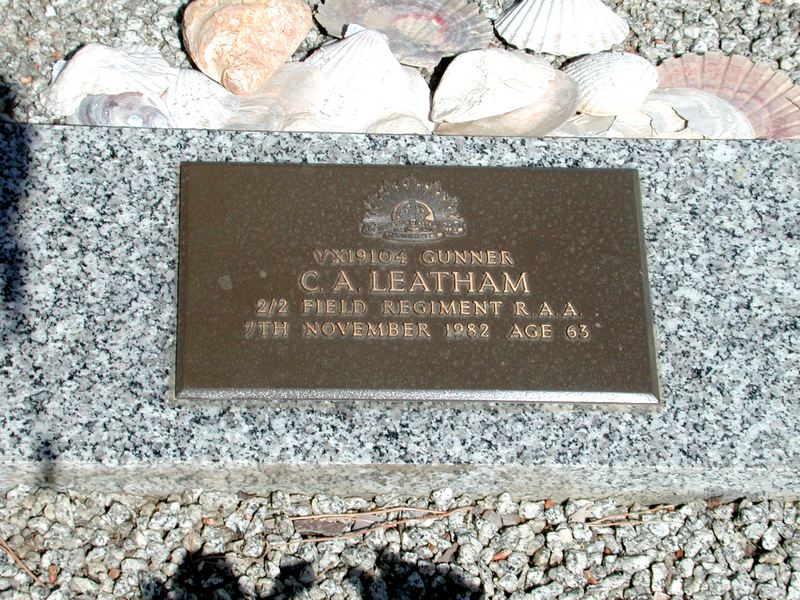 VX19104 GUNNER
C. A. LEATHAM
2/2 FIELD REGIMENT R.A.A.
7TH NOVEMBER 1982 AGE 63